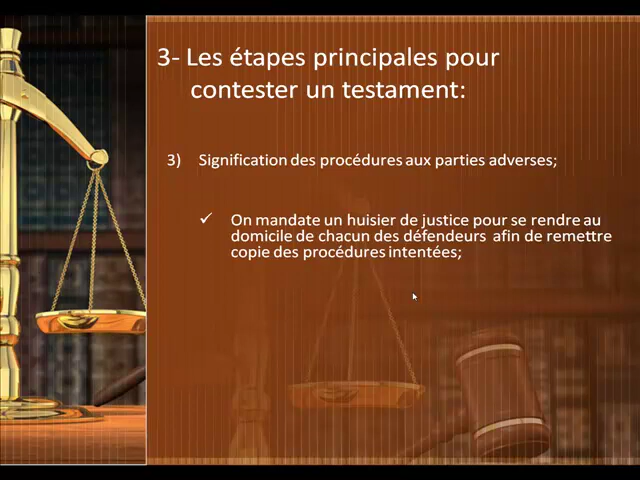 3- Les étapes principales pour
contester un testament:
3) Signification des procédures aux parties adverses;
✓ On mandate un huisier de justice pour se rendre au
domicile de chacun des défendeurs afin de remettre
copie des procédures intentées;